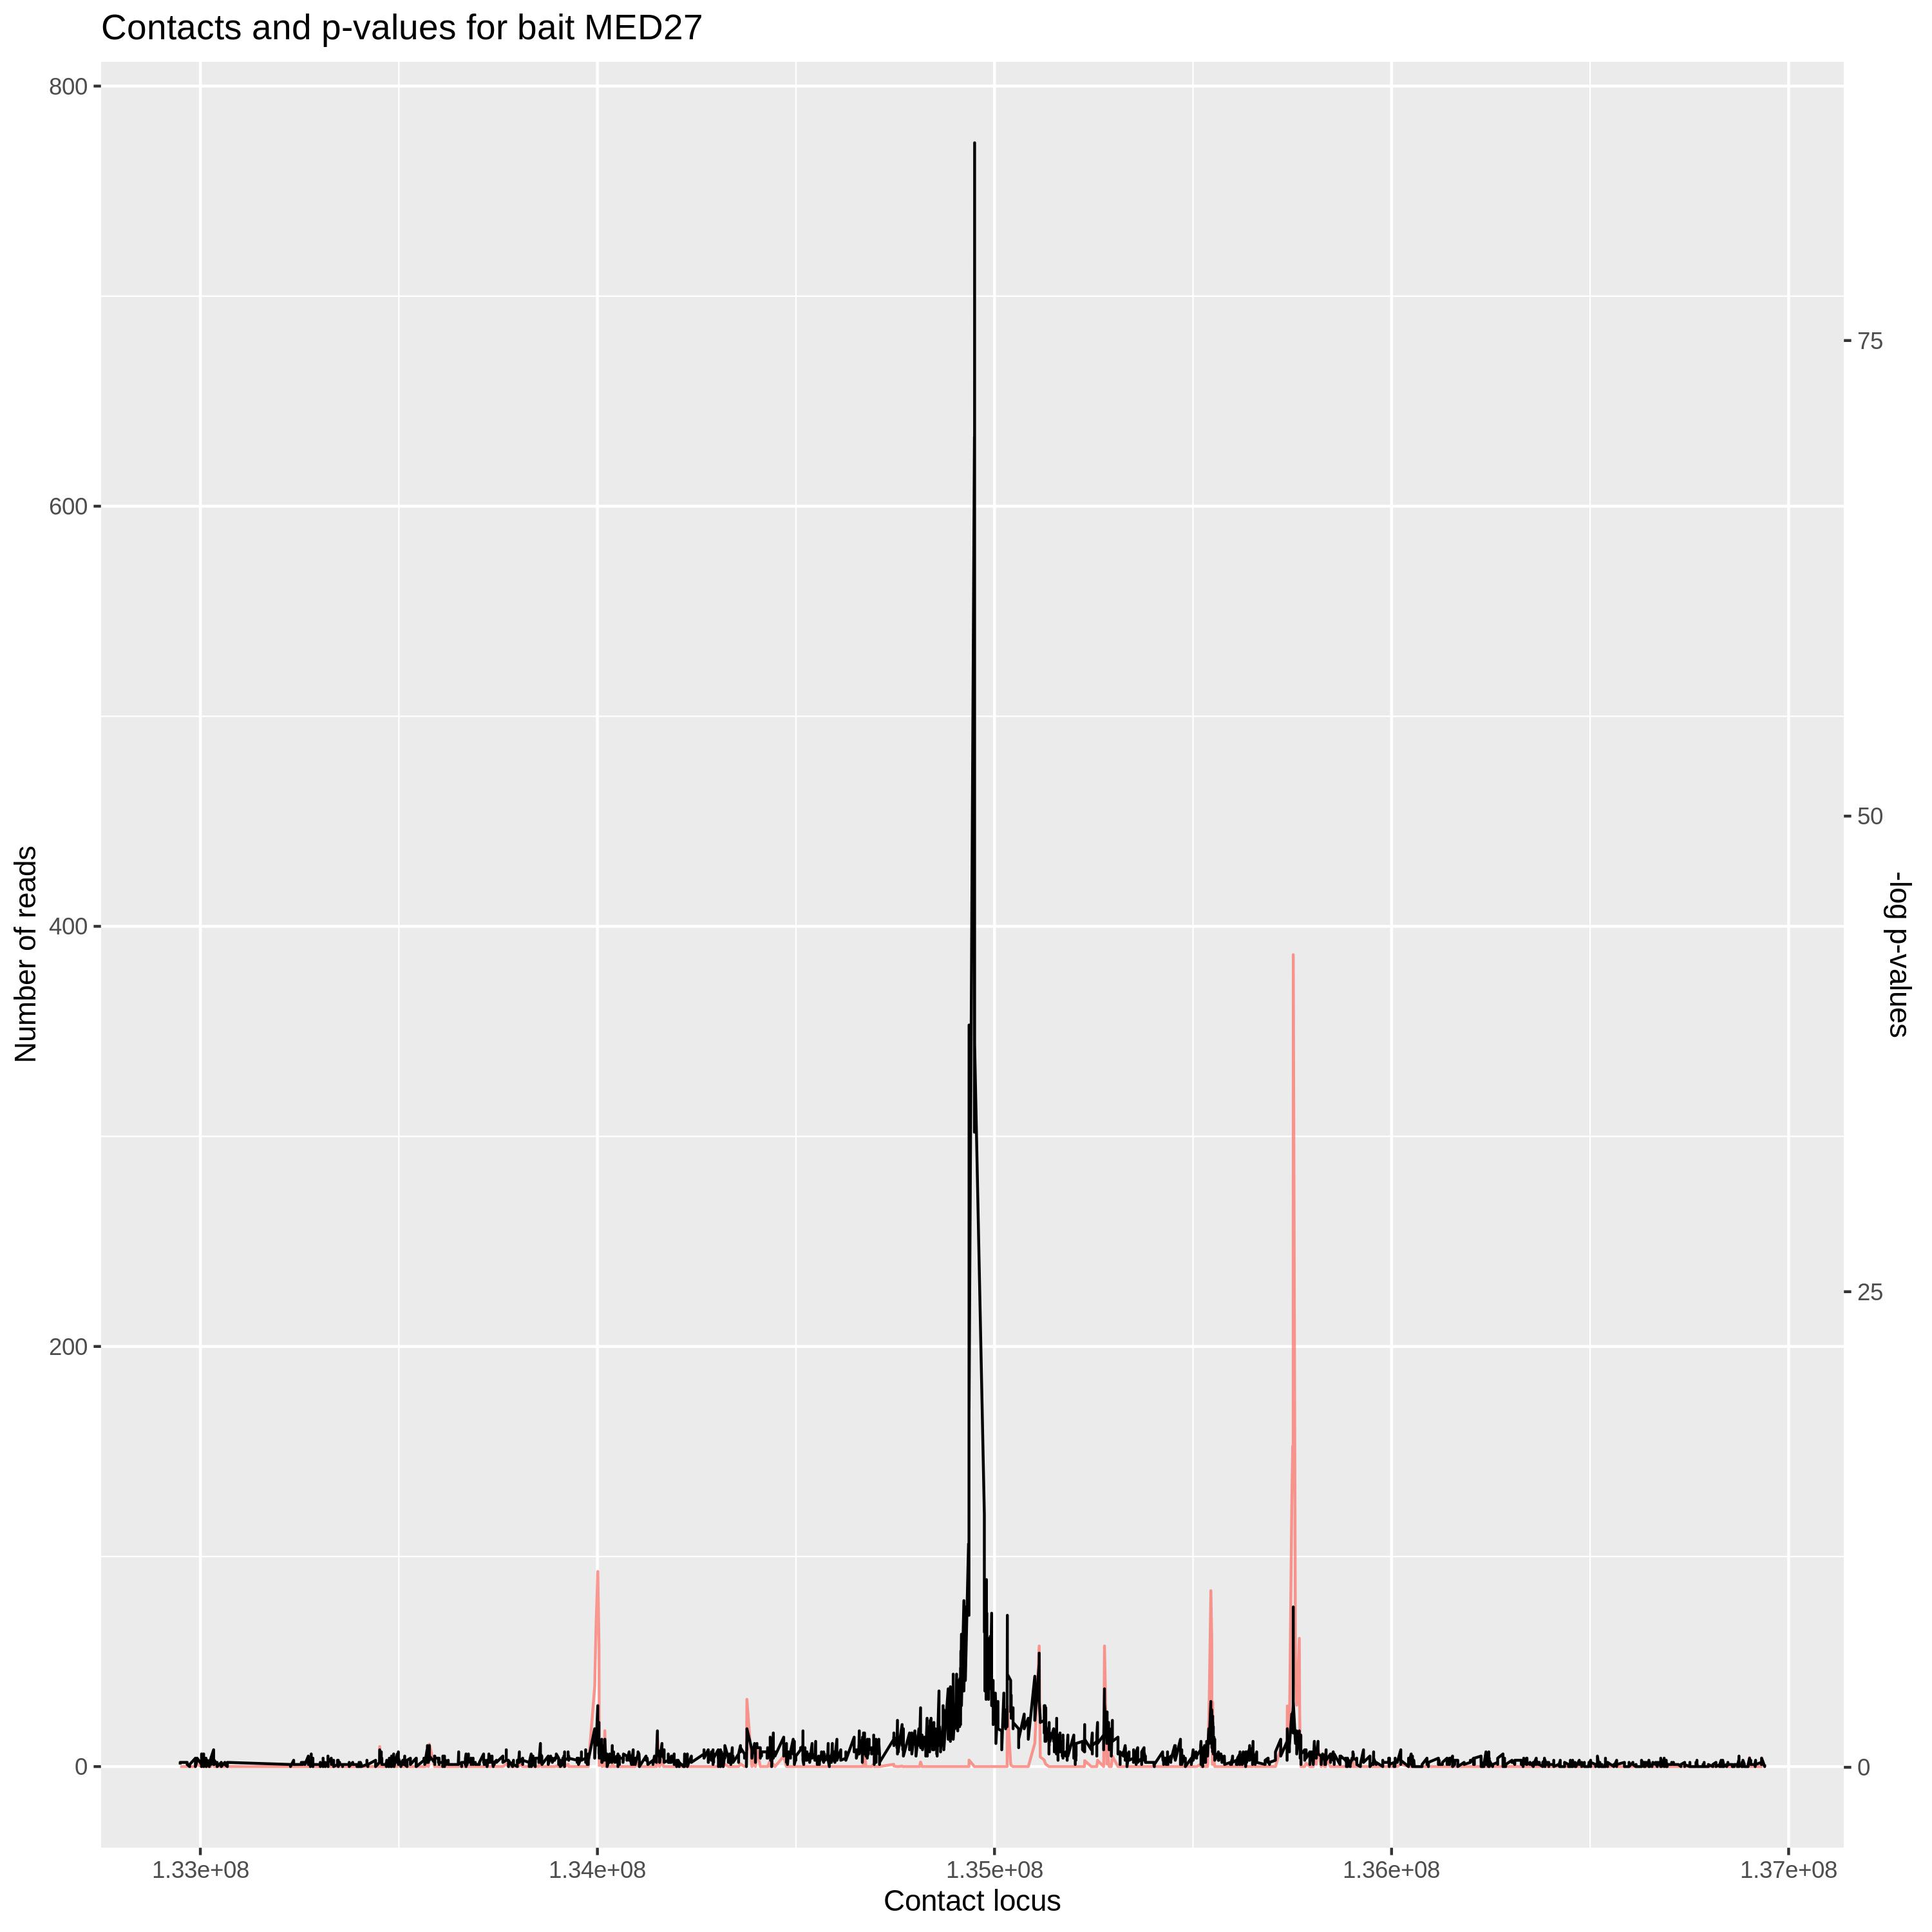 Contacts and p-values for bait MED27
800
600
400
200
0
Number of reads
75
50
25
0
-log p-values
1.33e+08 1.34e+08 1.35e+08 1.36e+08 1.37e+08
Contact locus